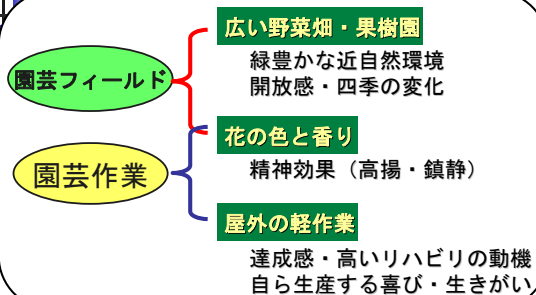 園芸フィールド
園芸作業
広い野菜畑・果樹園
緑豊かな近自然環境
開放感・四季の変化
花の色と香り
精神効果（高揚・鎮静）
屋外の軽作業
達成感・高いリハビリの動機
自ら生産する喜び・生きがい